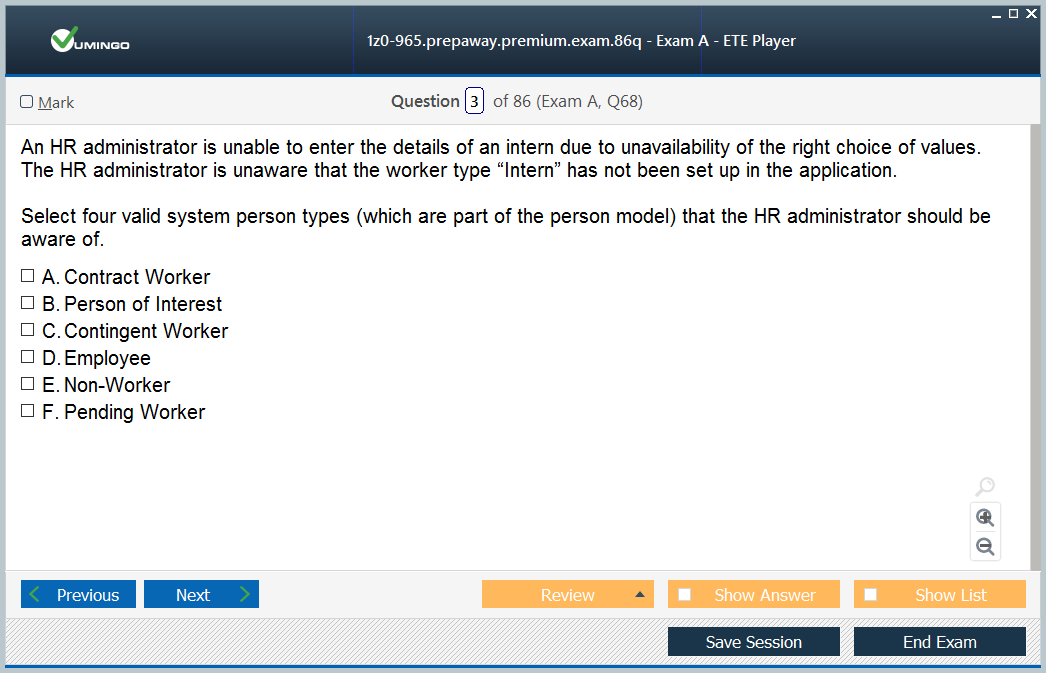 VUMINGO
1z0-965.prepaway.premium.exam.86q - Exam A - ETE Player
Mark
Question 3 of 86 (Exam A, Q68)
An HR administrator is unable to enter the details of an intern due to unavailability of the right choice of values.
The HR administrator is unaware that the worker type “Intern” has not been set up in the application.
Select four valid system person types (which are part of the person model) that the HR administrator should be
aware of.
A. Contract Worker
B. Person of Interest
C. Contingent Worker
D. Employee
E. Non-Worker
F. Pending Worker
Previous
Next
Review
Show Answer
Show List
Save Session
End Exam